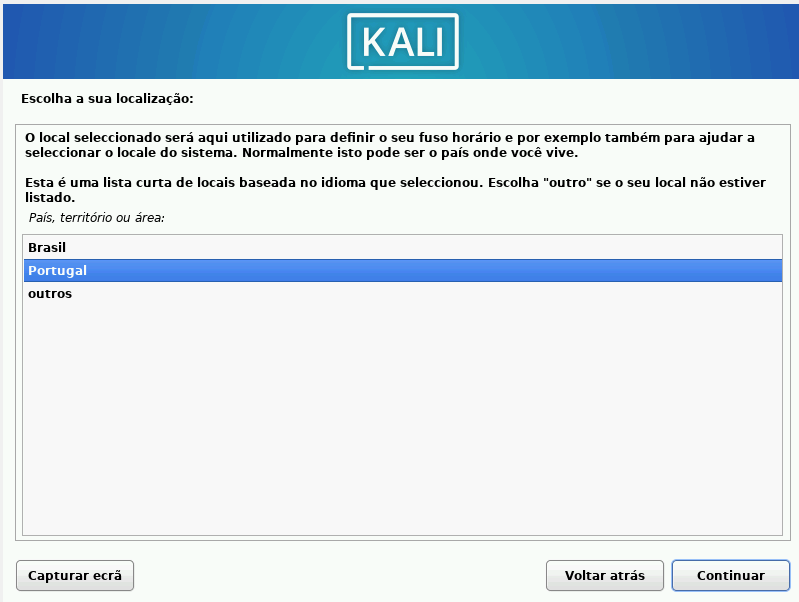 KALI
Escolha a sua localização:
O local seleccionado será aqui utilizado para definir o seu fuso horário e por exemplo também para ajudar a
seleccionar o locale do sistema. Normalmente isto pode ser o país onde você vive.
Esta é uma lista curta de locais baseada no idioma que seleccionou. Escolha "outro" se o seu local não estiver
listado.
País, território ou área:
Brasil
Portugal
outros
Capturar ecrã
Voltar atrás
Continuar